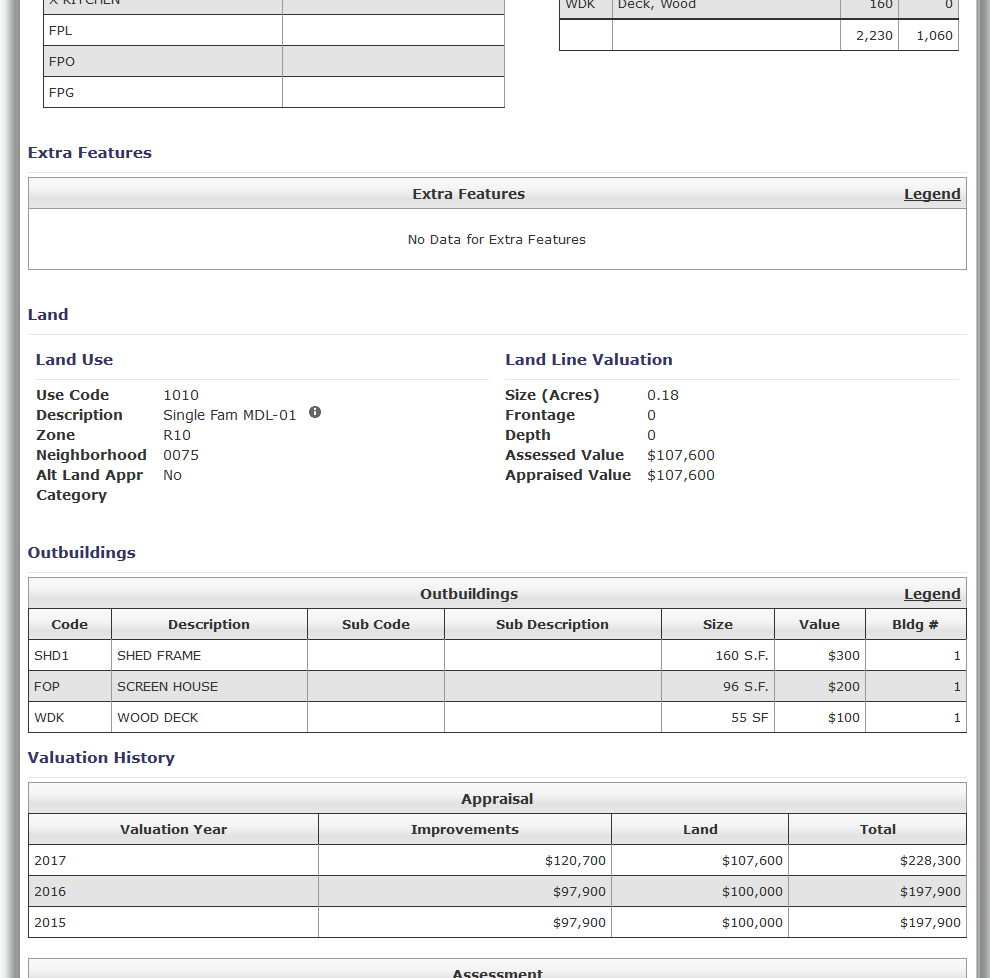 X KITCHEN
FPL
FPO
FPG
WDK Deck, Wood 160 0
2,230 1,060
Extra Features
Extra Features Legend
No Data for Extra Features
Land
Land Use
Use Code 1010
Description Single Fam MDL-01
Zone R10
Neighborhood 0075
Alt Land Appr No
Category
Land Line Valuation
Size (Acres) 0.18
Frontage 0
Depth 0
Assessed Value $107,600
Appraised Value $107,600
Outbuildings
Outbuildings Legend
Code Description Sub Code Sub Description Size Value Bldg #
SHD1 SHED FRAME 160 S.F. $300 1
FOP SCREEN HOUSE 96 S.F. $200 1
WDK WOOD DECK 55 SF $100 1
Valuation History
Appraisal
Valuation Year Improvements Land Total
2017 $120,700 $107,600 $228,300
2016 $97,900 $100,000 $197,900
2015 $97,900 $100,000 $197,900
Assessment